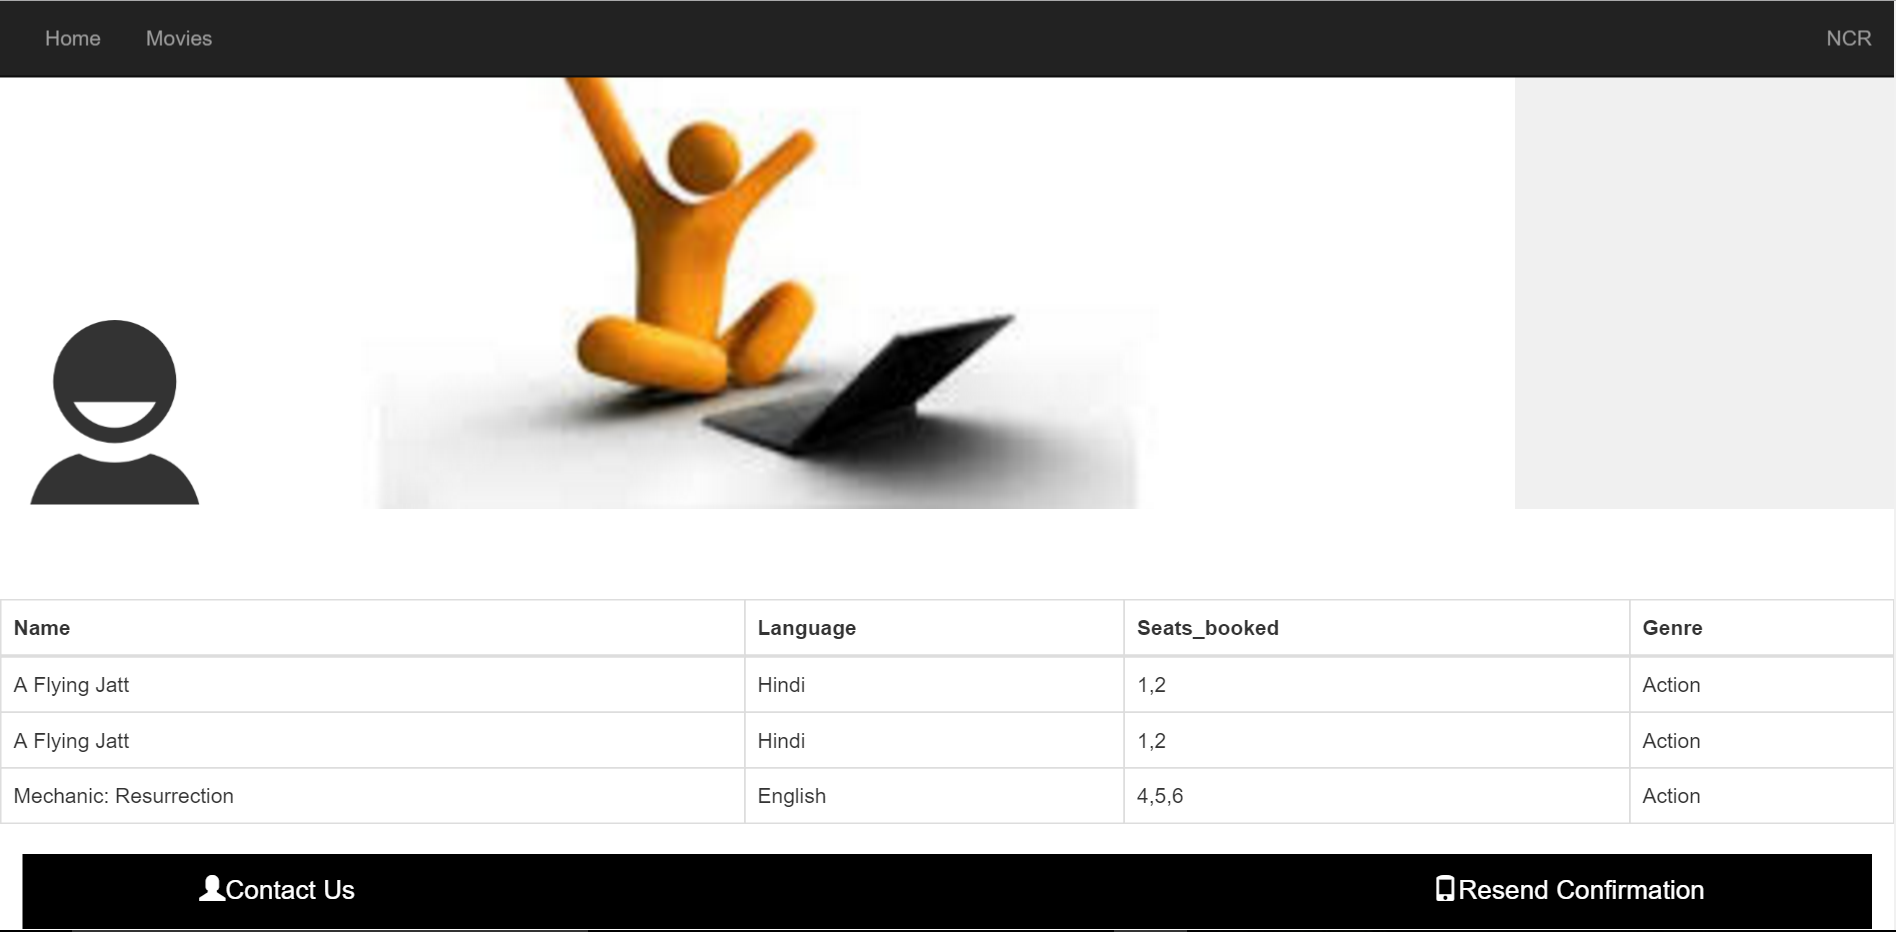 Home Movies NCR
Name Language Seats_booked Genre
A Flying Jatt Hindi 1,2 Action
A Flying Jatt Hindi 1,2 Action
Mechanic: Resurrection English 4,5,6 Action
Contact Us Resend Confirmation